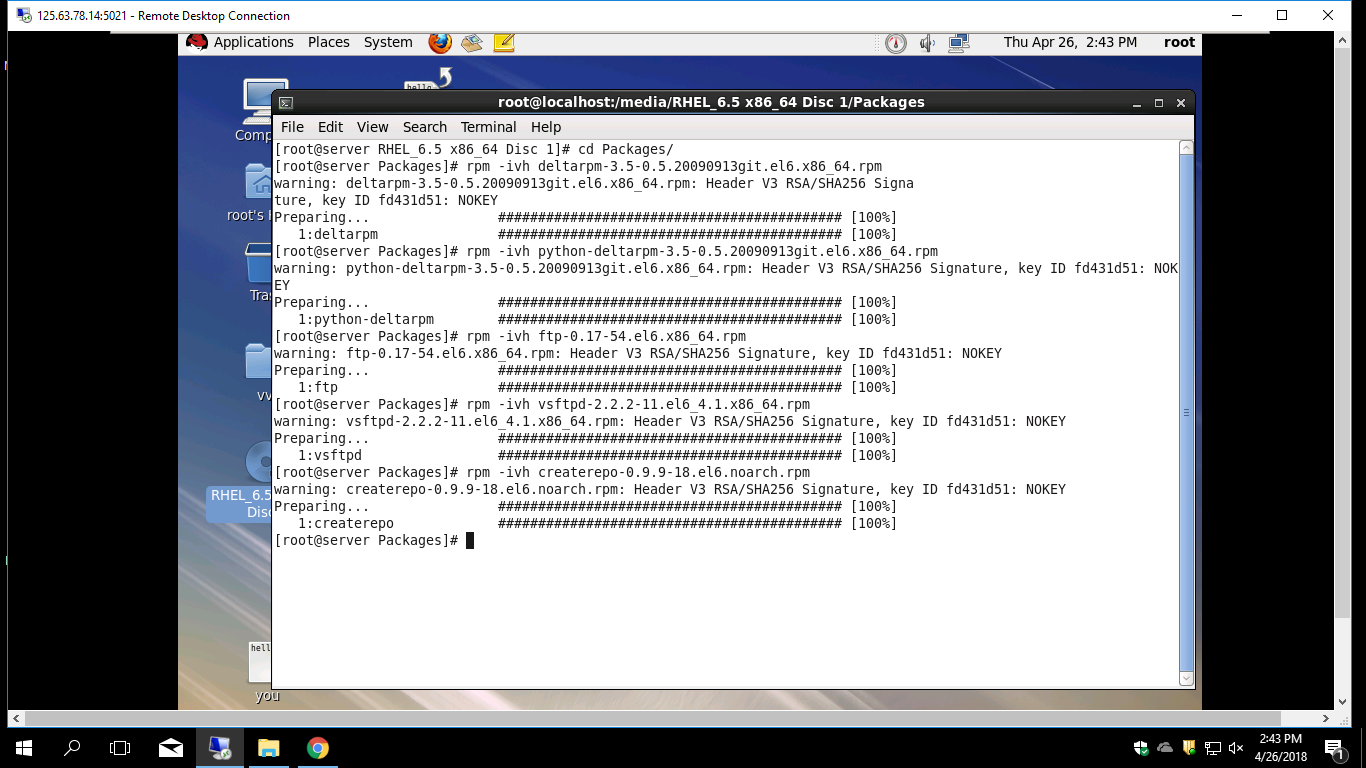 125.63.78.14:5021 - Remote Desktop Connection
Applications Places System Thu Apr 26, 2:43 PM root
hello
root@localhost:/media/RHEL_6.5 x86_64 Disc 1/Packages
File Edit View Search Terminal Help
[root@server RHEL_6.5 x86_64 Disc 1]# cd Packages/
[root@server Packages]# rpm -ivh deltarpm-3.5-0.5.20090913git.el6.x86_64.rpm
warning: deltarpm-3.5-0.5.20090913git.el6.x86_64.rpm: Header V3 RSA/SHA256 Signa
ture, key ID fd431d51: NOKEY
Preparing... ########################################### [100%]
1:deltarpm ########################################### [100%]
[root@server Packages]# rpm -ivh python-deltarpm-3.5-0.5.20090913git.el6.x86_64.rpm
warning: python-deltarpm-3.5-0.5.20090913git.el6.x86_64.rpm: Header V3 RSA/SHA256 Signature, key ID fd431d51: NOK
EY
Preparing... ########################################### [100%]
1:python-deltarpm ########################################### [100%]
[root@server Packages]# rpm -ivh ftp-0.17-54.el6.x86_64.rpm
warning: ftp-0.17-54.el6.x86_64.rpm: Header V3 RSA/SHA256 Signature, key ID fd431d51: NOKEY
Preparing... ########################################### [100%]
1:ftp ########################################### [100%]
[root@server Packages]# rpm -ivh vsftpd-2.2.2-11.el6_4.1.x86_64.rpm
warning: vsftpd-2.2.2-11.el6_4.1.x86_64.rpm: Header V3 RSA/SHA256 Signature, key ID fd431d51: NOKEY
Preparing... ########################################### [100%]
1:vsftpd ########################################### [100%]
[root@server Packages]# rpm -ivh createrepo-0.9.9-18.el6.noarch.rpm
warning: createrepo-0.9.9-18.el6.noarch.rpm: Header V3 RSA/SHA256 Signature, key ID fd431d51: NOKEY
Preparing... ########################################### [100%]
1:createrepo ########################################### [100%]
[root@server Packages]#
Comp
root's
Tra
vv
RHEL_6.5
Disc
hell
you
2:43 PM
4/26/2018
1